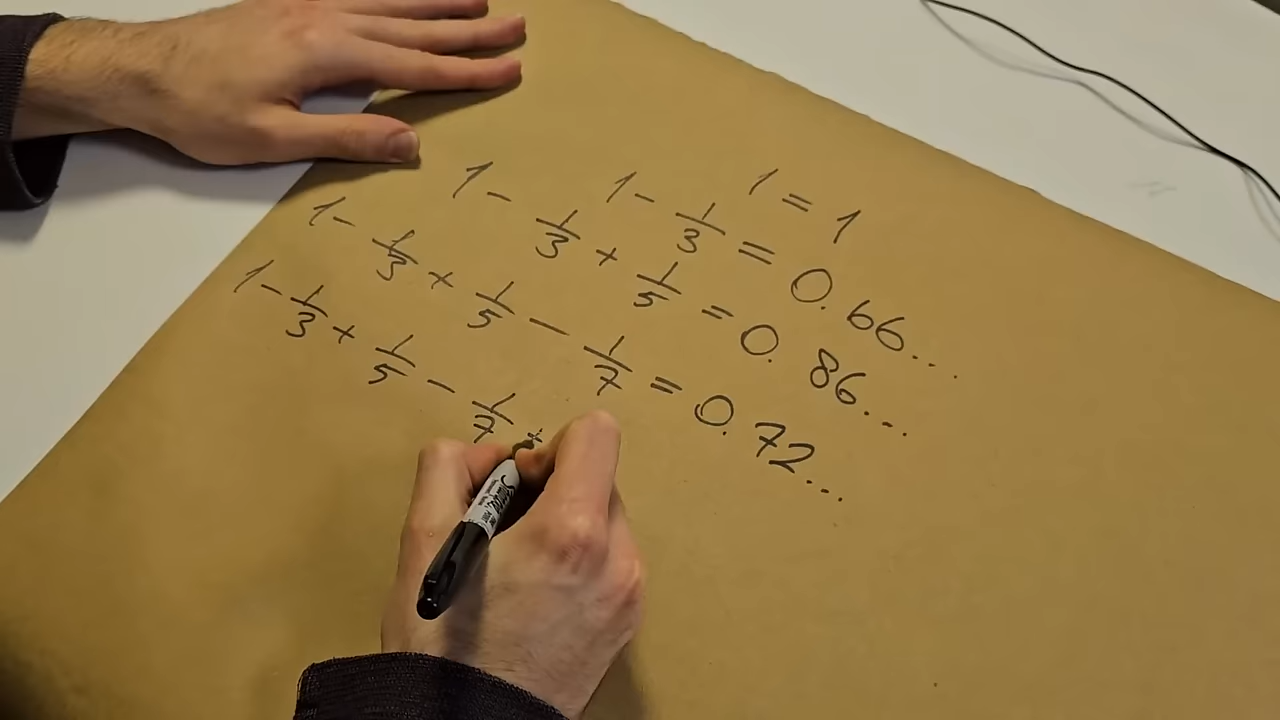 1 = 1
1 - 1/3 = 0.66...
1 - 1/3 + 1/5 = 0.86...
1 - 1/3 + 1/5 - 1/7 = 0.72...
1 - 1/3 + 1/5 - 1/7 +
Sharpie